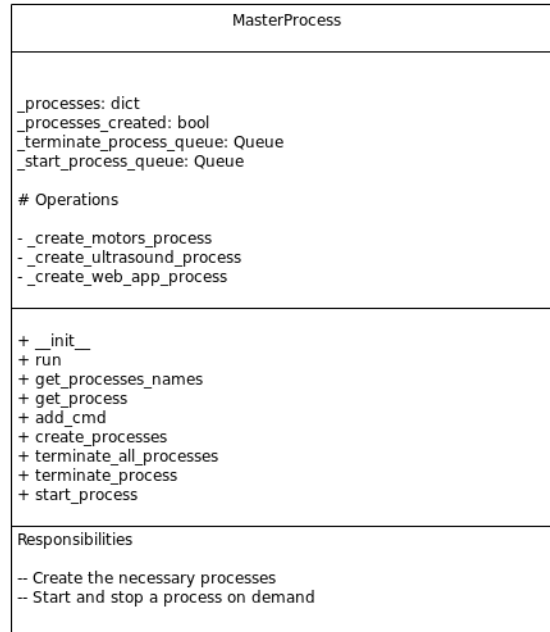 MasterProcess
_processes: dict
_processes_created: bool
_terminate_process_queue: Queue
_start_process_queue: Queue
# Operations
- _create_motors_process
- _create_ultrasound_process
- _create_web_app_process
+ __init__
+ run
+ get_processes_names
+ get_process
+ add_cmd
+ create_processes
+ terminate_all_processes
+ terminate_process
+ start_process
Responsibilities
-- Create the necessary processes
-- Start and stop a process on demand